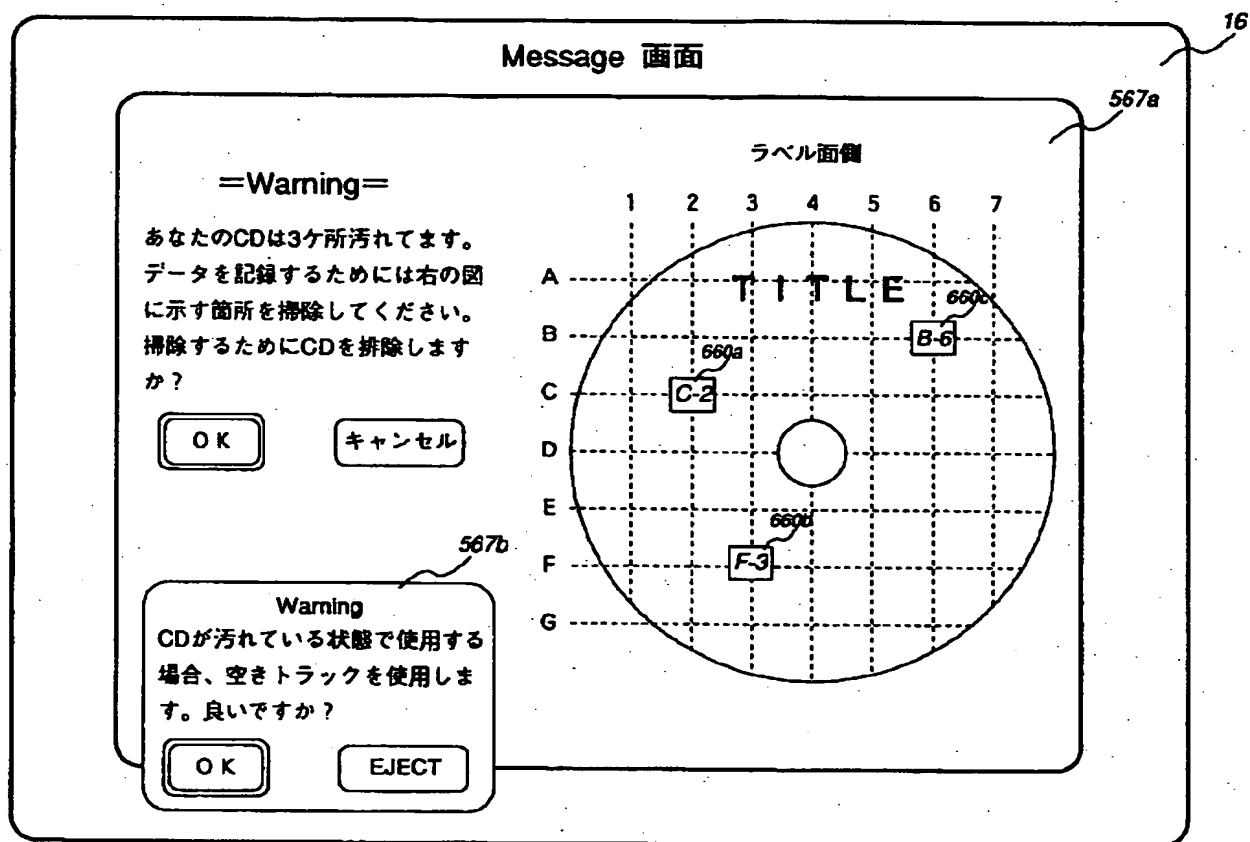 16
Message 画面
567a
=Warning=
あなたのCDは3ケ所汚れてます。
データを記録するためには右の図
に示す箇所を掃除してください。
掃除するためにCDを排除します
か?
OK
キャンセル
ラベル面側
1 2 3 4 5 6 7
A
B
C
D
E
F
G
TITLE
660c
B-6
660a
C-2
660b
F-3
567b
Warning
CDが汚れている状態で使用する
場合、空きトラックを使用しま
す。良いですか?
OK
EJECT